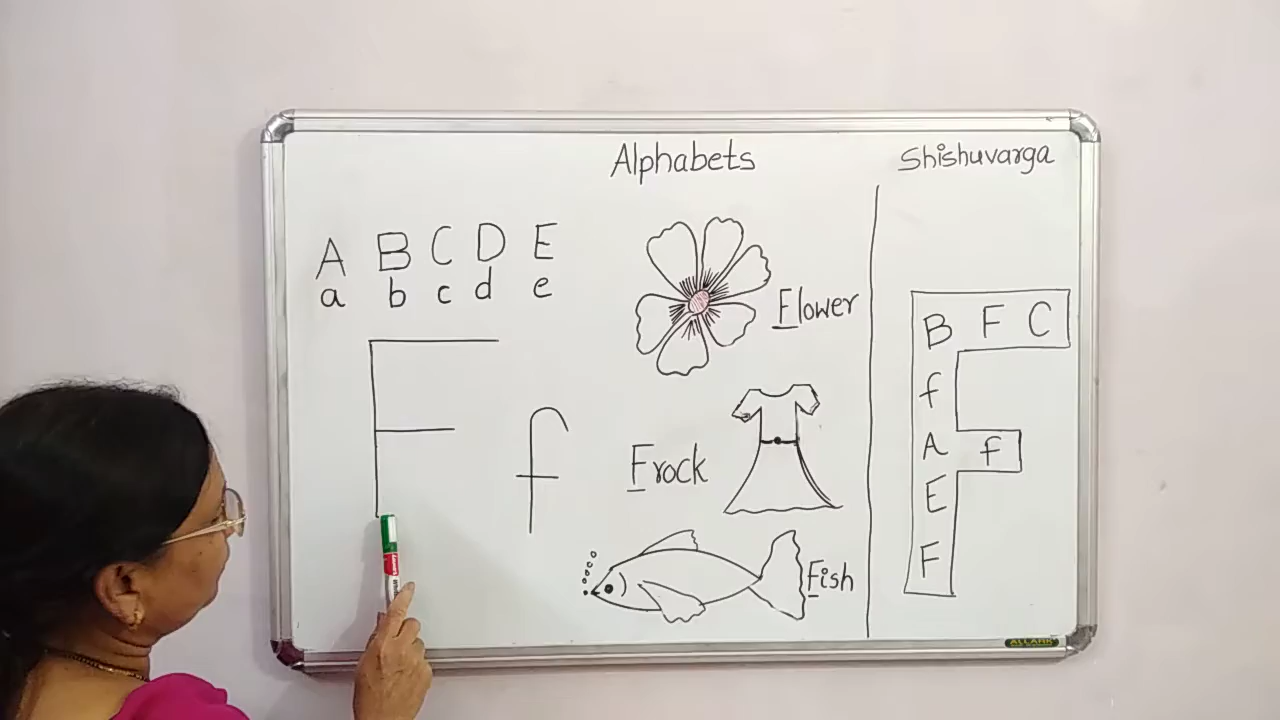 Alphabets
Shishuvarga
A B C D E
a b c d e
F f
Flower
Frock
Fish
B F C
f
A f
E
F
ALLARK